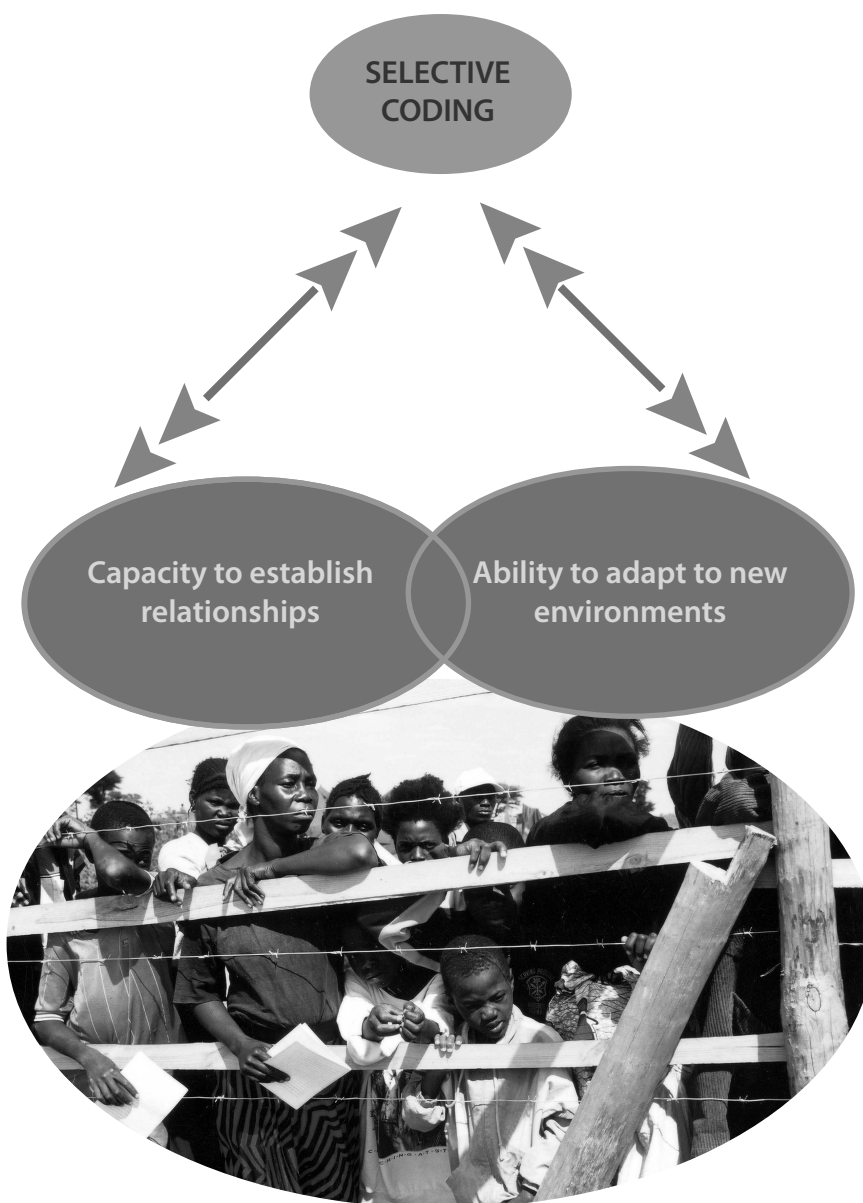 SELECTIVE
CODING
Capacity to establish
relationships
Ability to adapt to new
environments